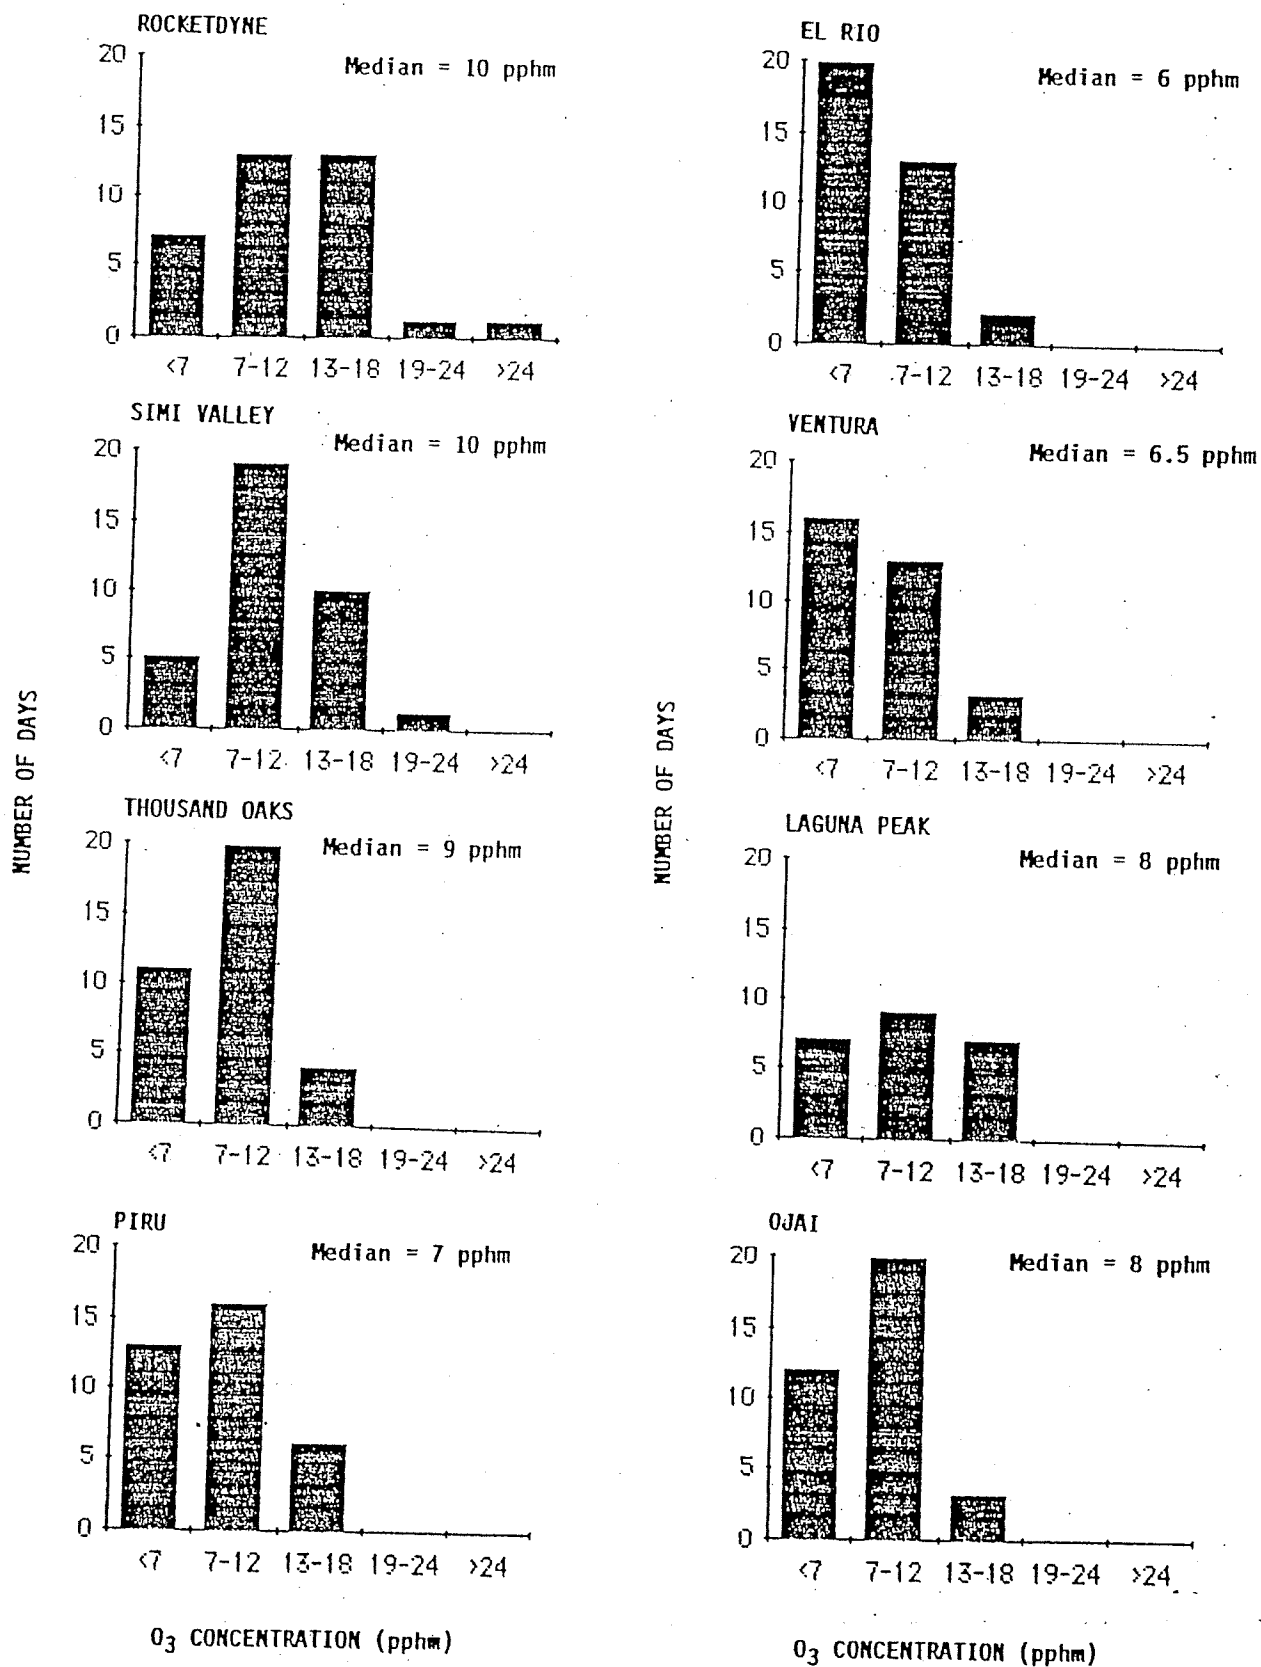 ROCKETDYNE
Median = 10 pphm
20
15
10
5
0
<7 7-12 13-18 19-24 >24
SIMI VALLEY
Median = 10 pphm
20
15
10
5
0
<7 7-12 13-18 19-24 >24
THOUSAND OAKS
Median = 9 pphm
20
15
10
5
0
<7 7-12 13-18 19-24 >24
PIRU
Median = 7 pphm
20
15
10
5
0
<7 7-12 13-18 19-24 >24
NUMBER OF DAYS
O3 CONCENTRATION (pphm)
EL RIO
Median = 6 pphm
20
15
10
5
0
<7 7-12 13-18 19-24 >24
VENTURA
Median = 6.5 pphm
20
15
10
5
0
<7 7-12 13-18 19-24 >24
LAGUNA PEAK
Median = 8 pphm
20
15
10
5
0
<7 7-12 13-18 19-24 >24
OJAI
Median = 8 pphm
20
15
10
5
0
<7 7-12 13-18 19-24 >24
NUMBER OF DAYS
O3 CONCENTRATION (pphm)